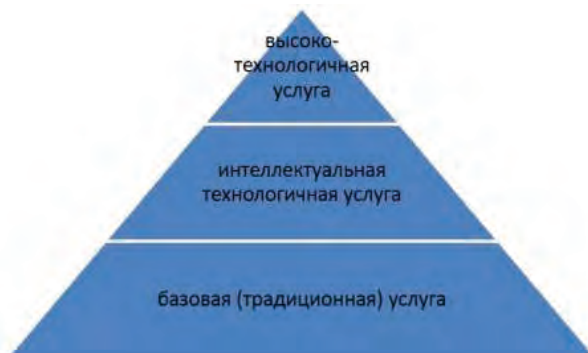 высоко-
технологичная
услуга
интеллектуальная
технологичная услуга
базовая (традиционная) услуга